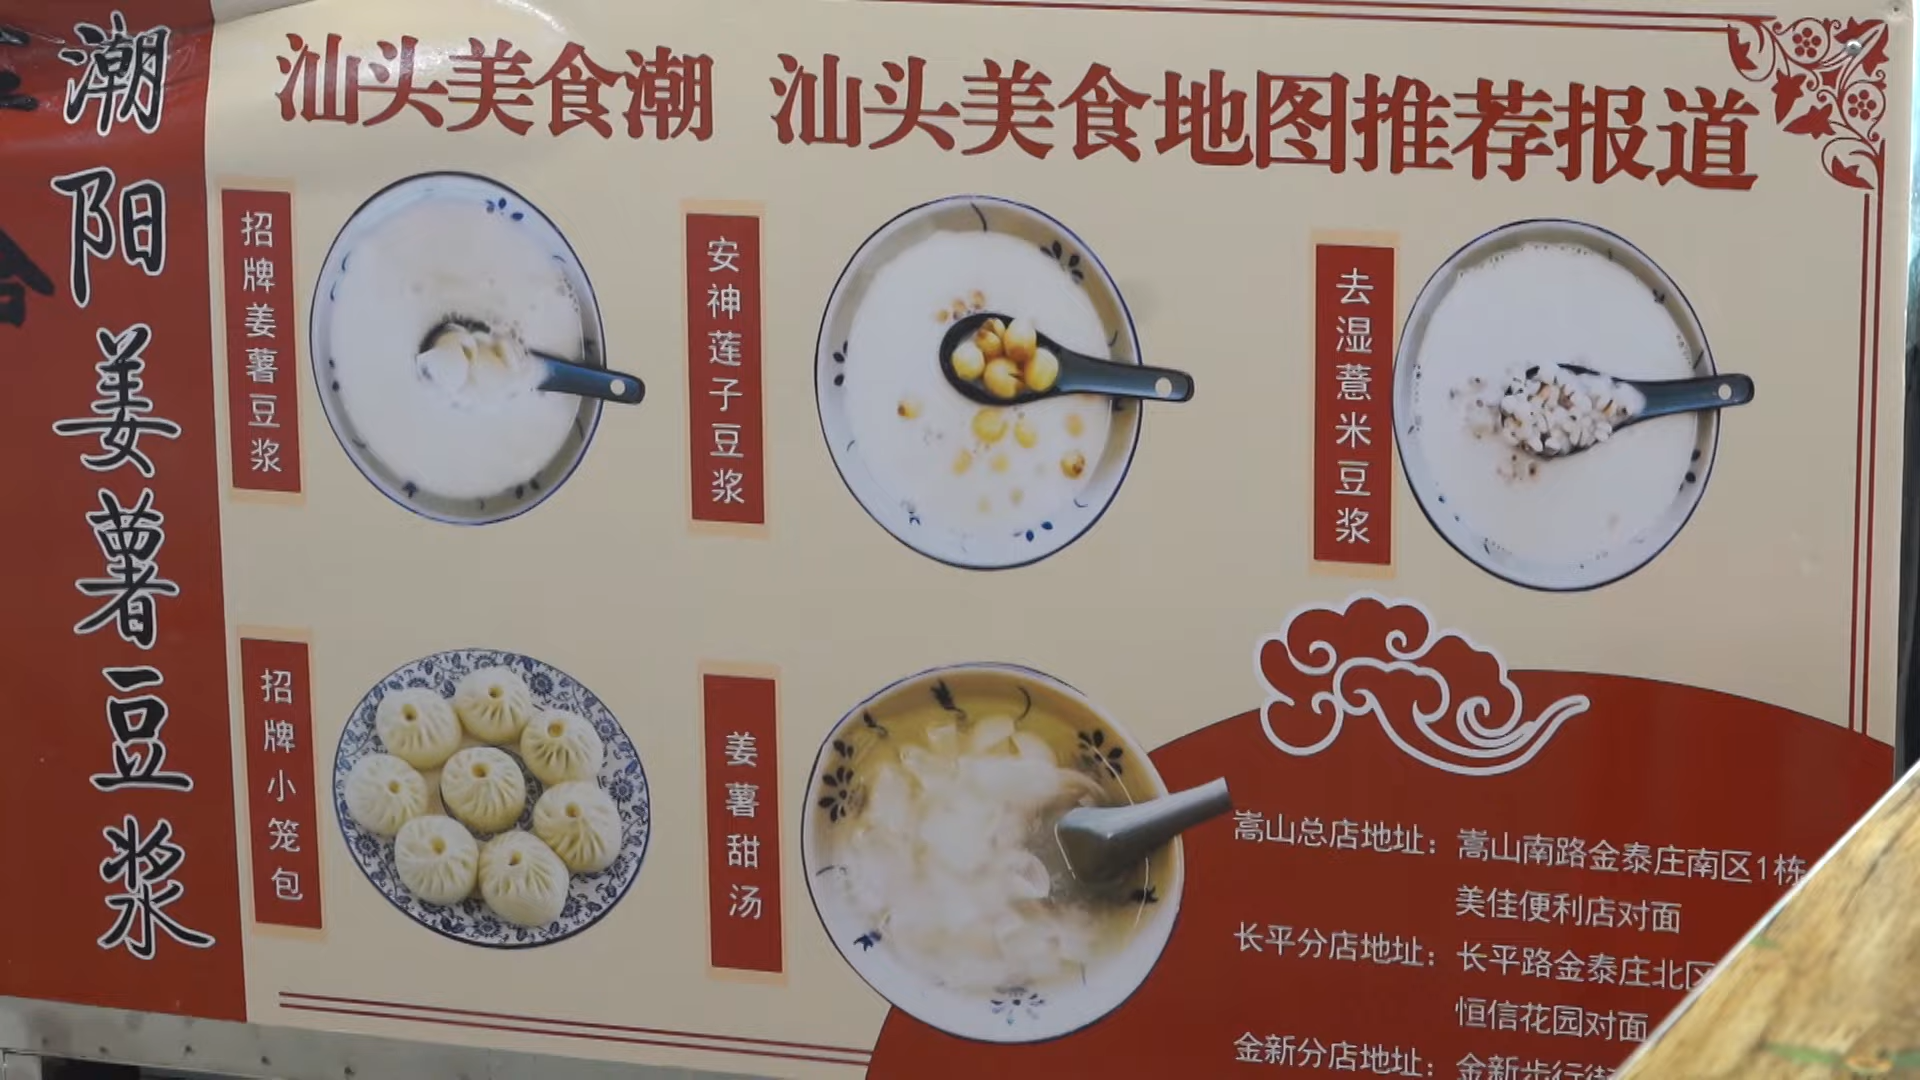 潮阳姜薯豆浆
汕头美食潮 汕头美食地图推荐报道
招牌姜薯豆浆
安神莲子豆浆
去湿薏米豆浆
招牌小笼包
姜薯甜汤
嵩山总店地址：嵩山南路金泰庄南区1栋
美佳便利店对面
长平分店地址：长平路金泰庄北区
恒信花园对面
金新分店地址：金新步行街